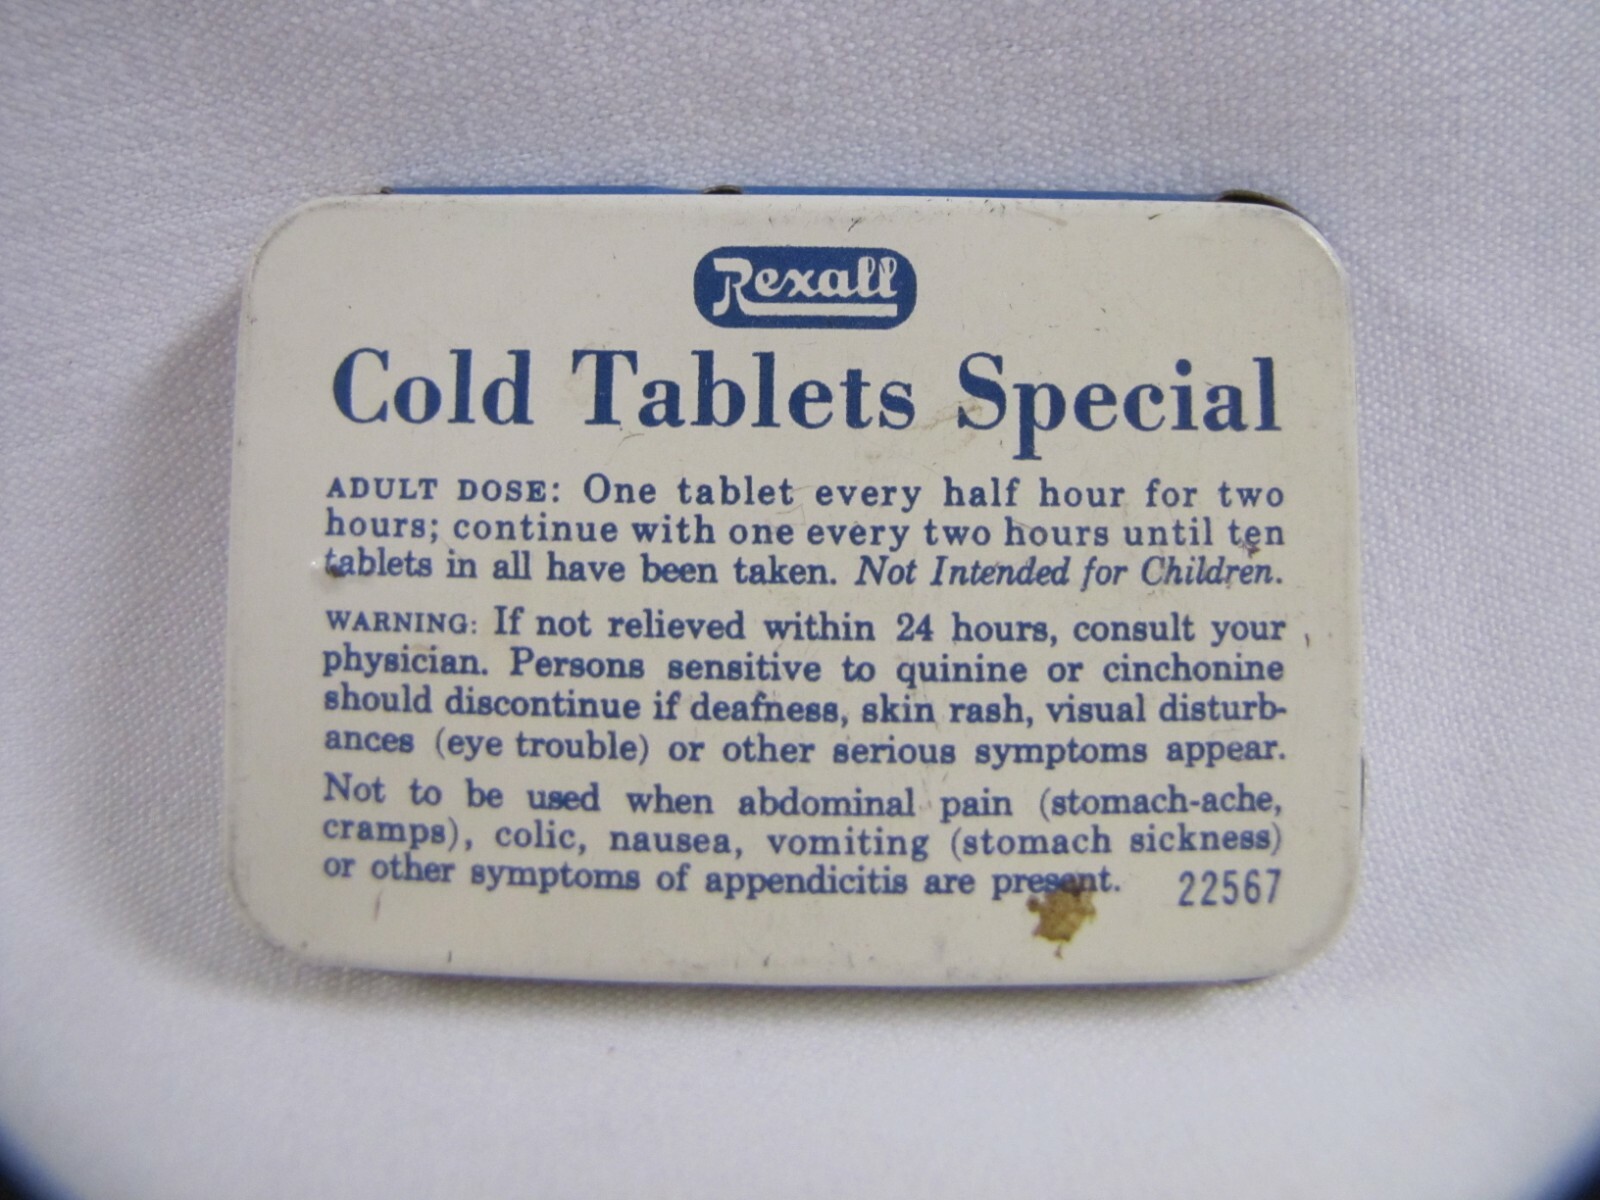 Rexall
Cold Tablets Special
ADULT DOSE: One tablet every half hour for two
hours; continue with one every two hours until ten
tablets in all have been taken. Not Intended for Children.
WARNING: If not relieved within 24 hours, consult your
physician. Persons sensitive to quinine or cinchonine
should discontinue if deafness, skin rash, visual disturb-
ances (eye trouble) or other serious symptoms appear.
Not to be used when abdominal pain (stomach-ache,
cramps), colic, nausea, vomiting (stomach sickness)
or other symptoms of appendicitis are present. 22567